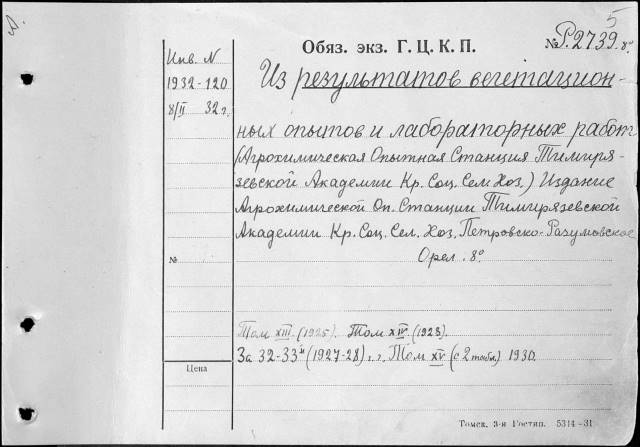 5
Обяз. экз. Г. Ц. К. П.
№ Р.2739. 8°
Инв. N
1932-120
8/II 32 г.
Из результатов вегетацион-
ных опытов и лабораторных работ
(Агрохимическая Опытная Станция Тимиря-
зевской Академии Кр. Соц. Сел. Хоз.) Издание
Агрохимической Оп. Станции Тимирязевской
Академии Кр. Соц. Сел. Хоз. Петровско-Разумовское
Орел. 8°
№
Том XIII. (1925). Том XIV (1928).
За 32-33й (1927-28) г.г. Том XV (с 2 табл.) 1930.
Цена
Томск. 3-я Гостип. 5314-31